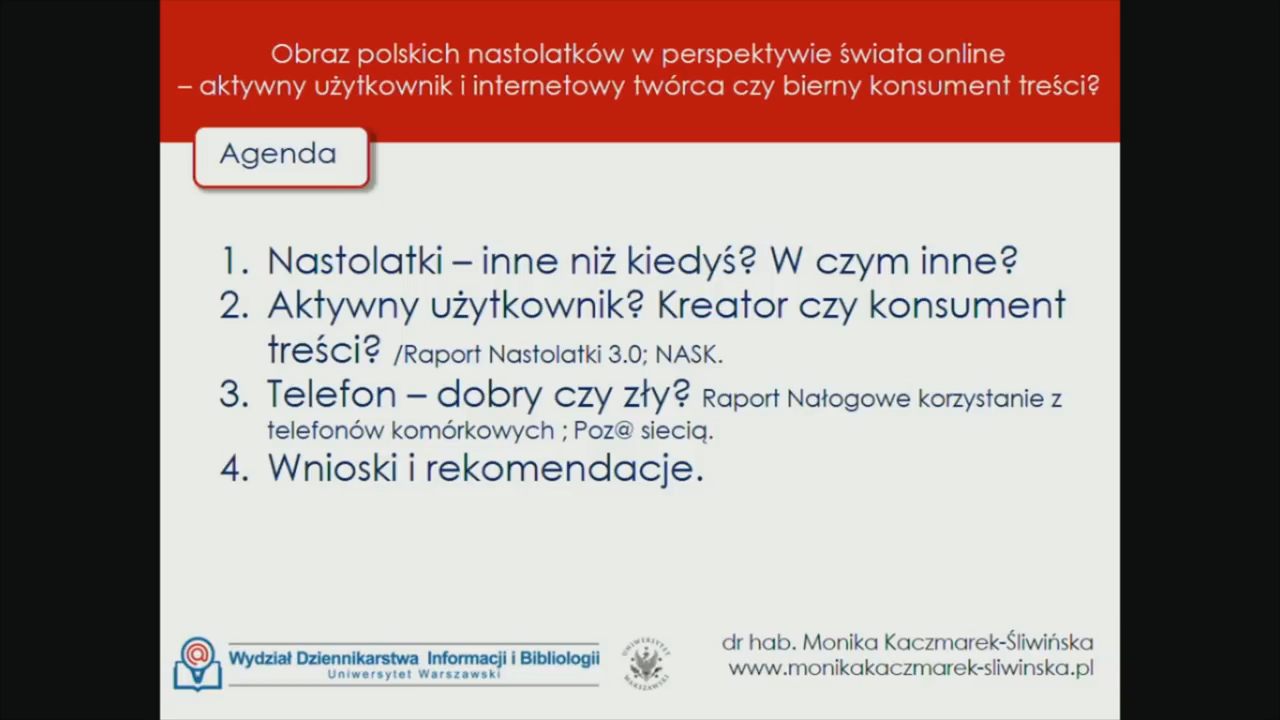 Obraz polskich nastolatków w perspektywie świata online
– aktywny użytkownik i internetowy twórca czy bierny konsument treści?
Agenda
1. Nastolatki – inne niż kiedyś? W czym inne?
2. Aktywny użytkownik? Kreator czy konsument
treści? /Raport Nastolatki 3.0; NASK.
3. Telefon – dobry czy zły? Raport Nałogowe korzystanie z
telefonów komórkowych ; Poz@ siecią.
4. Wnioski i rekomendacje.
Wydział Dziennikarstwa Informacji i Bibliologii
Uniwersytet Warszawski
UNIWERSYTET
WARSZAWSKI
dr hab. Monika Kaczmarek-Śliwińska
www.monikakaczmarek-sliwinska.pl